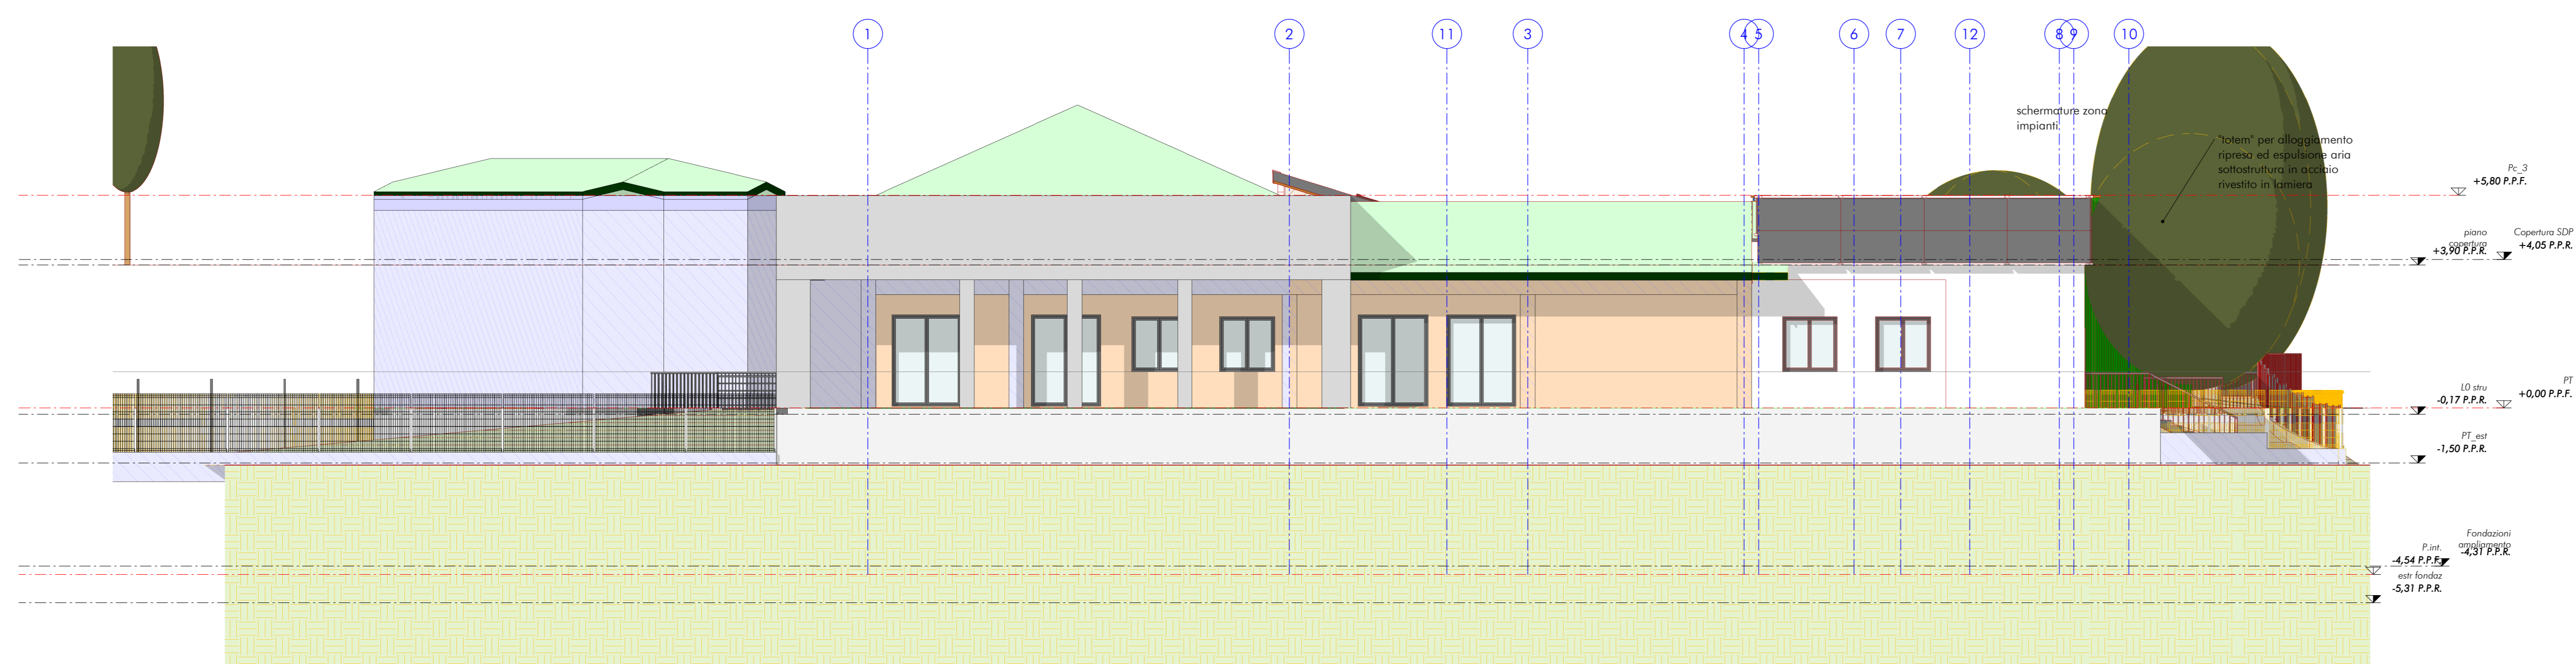 1
2
11
3
4
5
6
7
12
8
9
10
schermature zona
impianti
"totem" per alloggiamento
ripresa ed espulsione aria
sottostruttura in acciaio
rivestito in lamiera
Pc_3
+5,80 P.P.F.
piano
copertura
+3,90 P.P.R.
Copertura SDP
+4,05 P.P.R.
L0 stru
-0,17 P.P.R.
PT
+0,00 P.P.F.
PT_est
-1,50 P.P.R.
Fondazioni
ampliamento
-4,31 P.P.R.
P.int.
-4,54 P.P.F.
estr fondaz
-5,31 P.P.R.